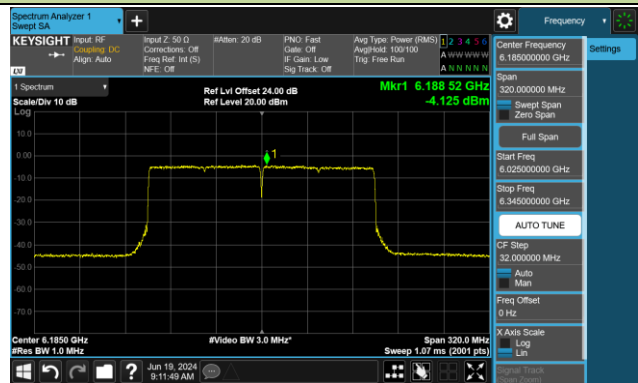 Spectrum Analyzer 1
Swept SA
+
Frequency
KEYSIGHT
Input: RF
Coupling: DC
Align: Auto
Input Z: 50 Ω
Corrections: Off
Freq Ref: Int (S)
NFE: Off
#Atten: 20 dB
PNO: Fast
Gate: Off
IF Gain: Low
Sig Track: Off
Avg Type: Power (RMS)
Avg|Hold: 100/100
Trig: Free Run
1 2 3 4 5 6
A W W W W W
A N N N N N
LXI
1 Spectrum
Scale/Div 10 dB
Log
Ref Lvl Offset 24.00 dB
Ref Level 20.00 dBm
Mkr1 6.188 52 GHz
-4.125 dBm
10.0
0.00
-10.0
-20.0
-30.0
-40.0
-50.0
-60.0
-70.0
1
Center 6.1850 GHz
#Res BW 1.0 MHz
#Video BW 3.0 MHz*
Span 320.0 MHz
Sweep 1.07 ms (2001 pts)
Center Frequency
6.185000000 GHz
Settings
Span
320.000000 MHz
Swept Span
Zero Span
Full Span
Start Freq
6.025000000 GHz
Stop Freq
6.345000000 GHz
AUTO TUNE
CF Step
32.000000 MHz
Auto
Man
Freq Offset
0 Hz
X Axis Scale
Log
Lin
Signal Track
(Span Zoom)
?
Jun 19, 2024
9:11:49 AM